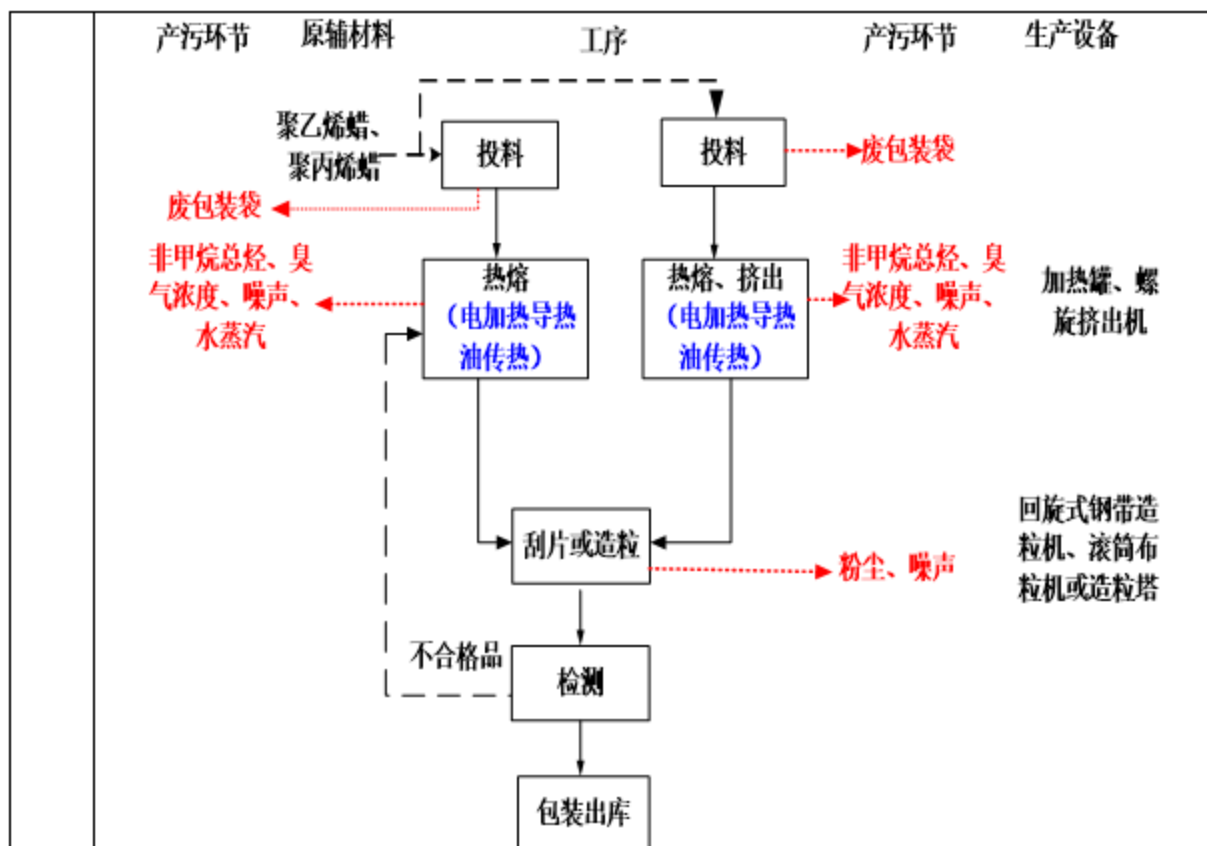 产污环节 原辅材料 工序 产污环节 生产设备
聚乙烯蜡、
聚丙烯蜡
投料
投料
废包装袋
废包装袋
非甲烷总烃、臭
气浓度、噪声、
水蒸汽
热熔
（电加热导热
油传热）
热熔、挤出
（电加热导热
油传热）
非甲烷总烃、臭
气浓度、噪声、
水蒸汽
加热罐、螺
旋挤出机
刮片或造粒
粉尘、噪声
回旋式钢带造
粒机、滚筒布
粒机或造粒塔
不合格品
检测
包装出库